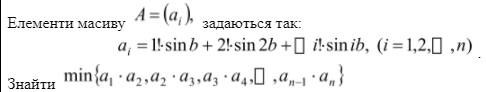 Елементи масиву A = (aᵢ), задаються так:
aᵢ = 1!·sin b + 2!·sin 2b + ▯ i!·sin ib, (i = 1,2,▯ ,n) .
Знайти min{a₁ · a₂, a₂ · a₃, a₃ · a₄,▯ , aₙ₋₁ · aₙ}